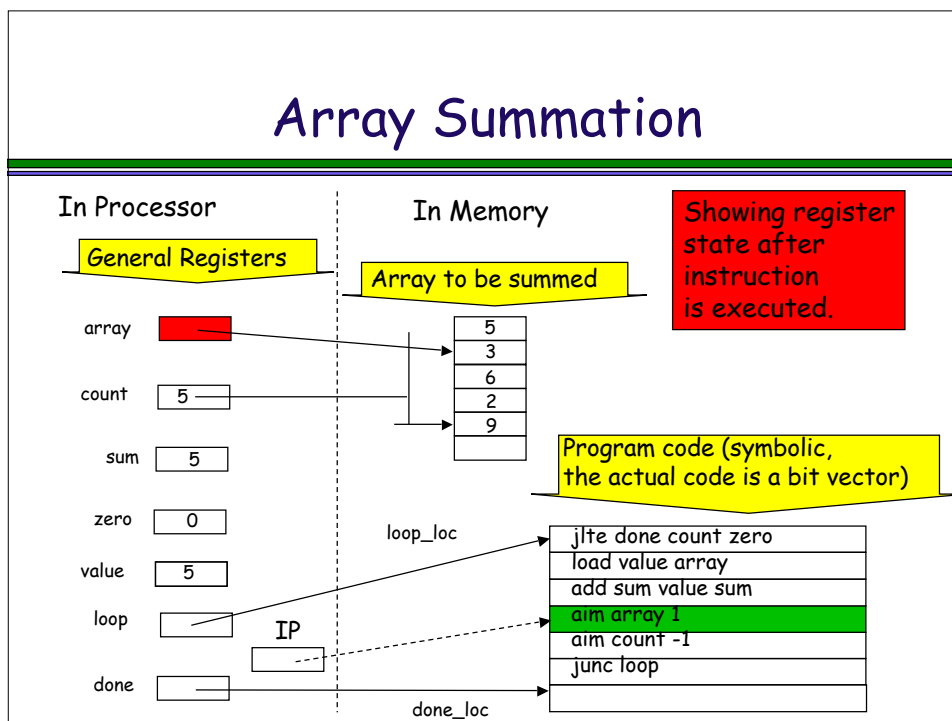 Array Summation
In Processor
In Memory
Showing register
state after
instruction
is executed.
General Registers
Array to be summed
array
count
5
sum
5
zero
0
value
5
loop
done
IP
5
3
6
2
9
Program code (symbolic,
the actual code is a bit vector)
loop_loc
done_loc
jlte done count zero
load value array
add sum value sum
aim array 1
aim count -1
junc loop